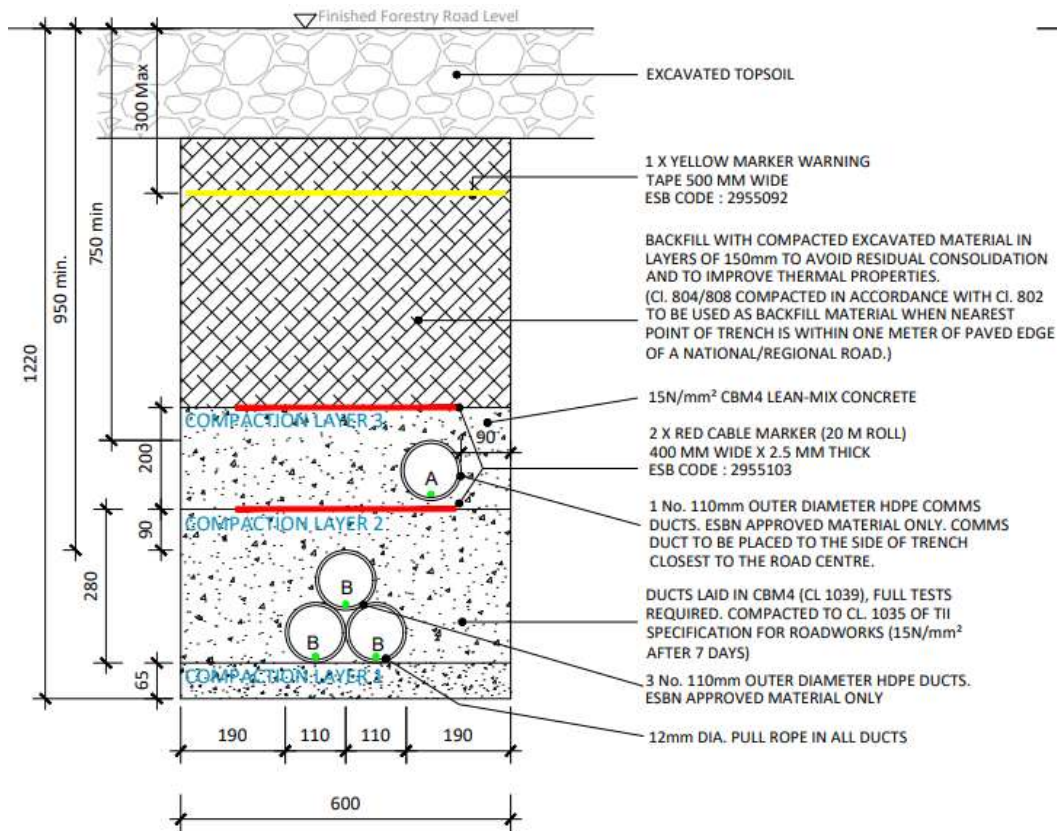 Finished Forestry Road Level
EXCAVATED TOPSOIL
300 Max
1 X YELLOW MARKER WARNING
TAPE 500 MM WIDE
ESB CODE : 2955092
750 min
950 min.
1220
BACKFILL WITH COMPACTED EXCAVATED MATERIAL IN
LAYERS OF 150mm TO AVOID RESIDUAL CONSOLIDATION
AND TO IMPROVE THERMAL PROPERTIES.
(Cl. 804/808 COMPACTED IN ACCORDANCE WITH Cl. 802
TO BE USED AS BACKFILL MATERIAL WHEN NEAREST
POINT OF TRENCH IS WITHIN ONE METER OF PAVED EDGE
OF A NATIONAL/REGIONAL ROAD.)
15N/mm² CBM4 LEAN-MIX CONCRETE
COMPACTION LAYER 3
90
200
A
2 X RED CABLE MARKER (20 M ROLL)
400 MM WIDE X 2.5 MM THICK
ESB CODE : 2955103
COMPACTION LAYER 2
90
1 No. 110mm OUTER DIAMETER HDPE COMMS
DUCTS. ESBN APPROVED MATERIAL ONLY. COMMS
DUCT TO BE PLACED TO THE SIDE OF TRENCH
CLOSEST TO THE ROAD CENTRE.
280
B
B B
DUCTS LAID IN CBM4 (CL 1039), FULL TESTS
REQUIRED. COMPACTED TO CL. 1035 OF TII
SPECIFICATION FOR ROADWORKS (15N/mm²
AFTER 7 DAYS)
COMPACTION LAYER 1
65
3 No. 110mm OUTER DIAMETER HDPE DUCTS.
ESBN APPROVED MATERIAL ONLY
12mm DIA. PULL ROPE IN ALL DUCTS
190 110 110 190
600